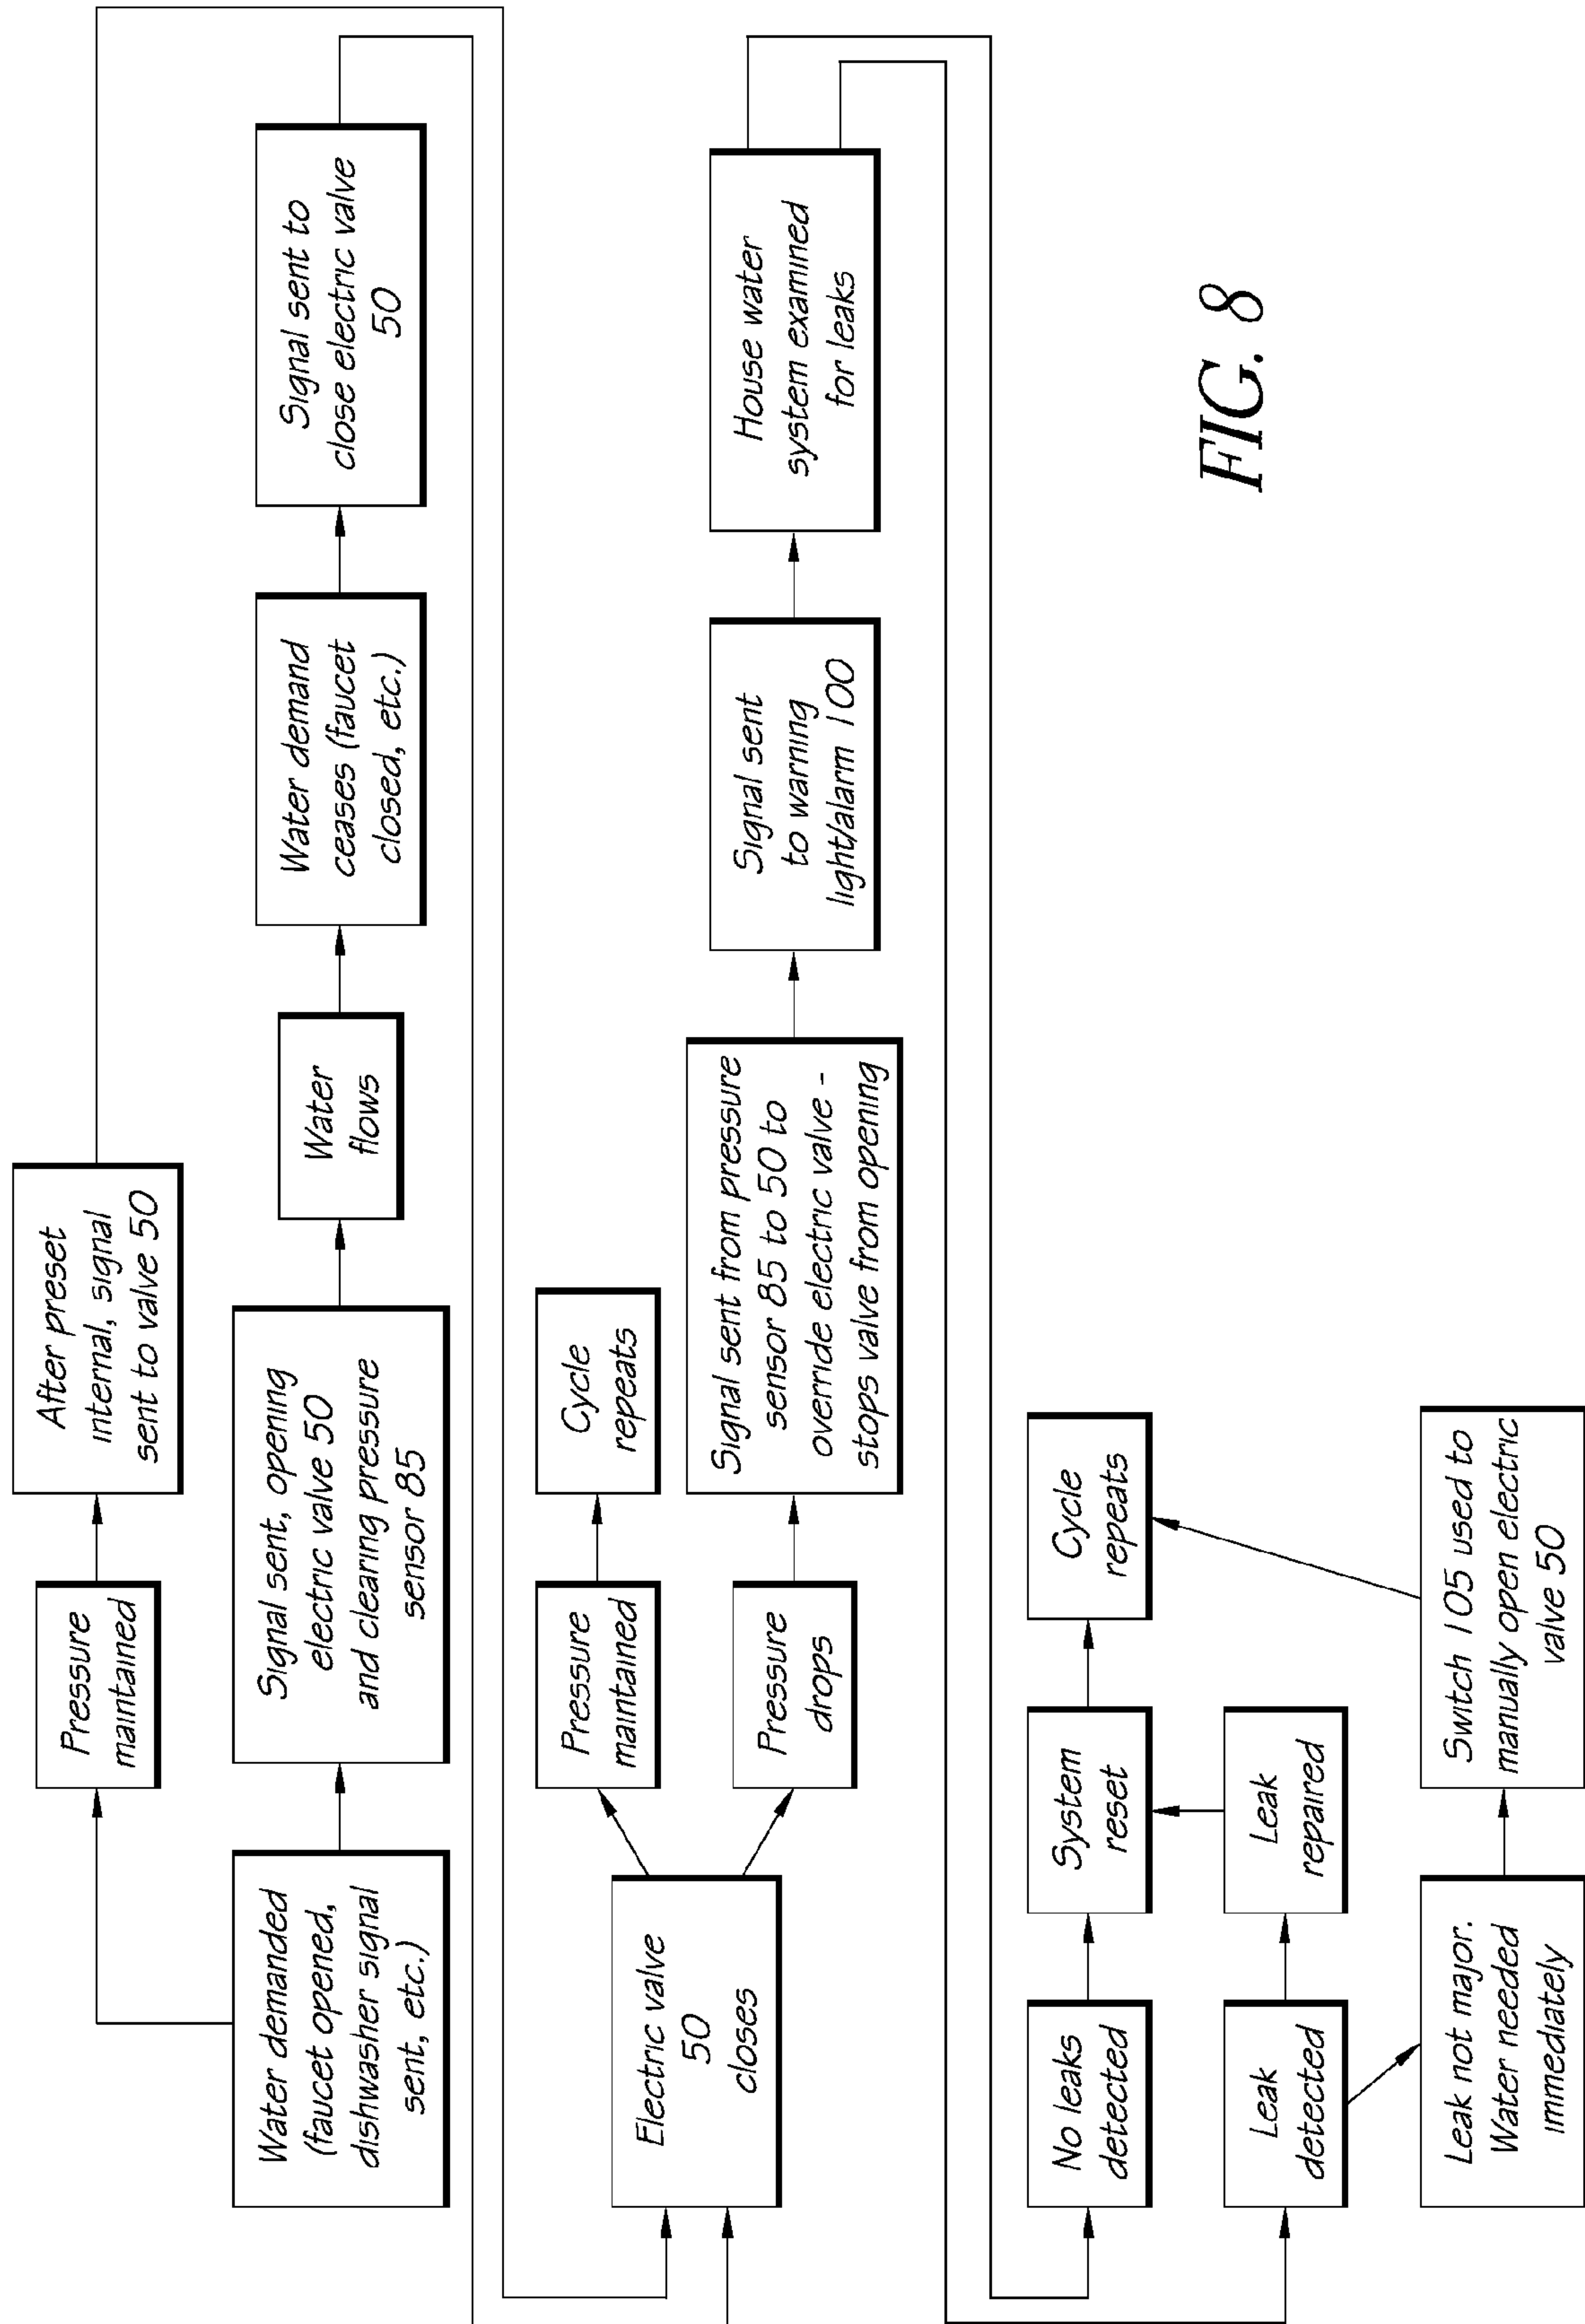 Pressure
maintained
After preset
internal, signal
sent to valve 50
Water demanded
(faucet opened,
dishwasher signal
sent, etc.)
Signal sent, opening
electric valve 50
and clearing pressure
sensor 85
Water
flows
Water demand
ceases (faucet
closed, etc.)
Signal sent to
close electric valve
50
Electric valve
50
closes
Pressure
maintained
Cycle
repeats
Pressure
drops
Signal sent from pressure
sensor 85 to 50 to
override electric valve -
stops valve from opening
Signal sent
to warning
light/alarm 100
House water
system examined
for leaks
No leaks
detected
System
reset
Cycle
repeats
Leak
detected
Leak
repaired
Leak not major.
Water needed
immediately
Switch 105 used to
manually open electric
valve 50
FIG. 8